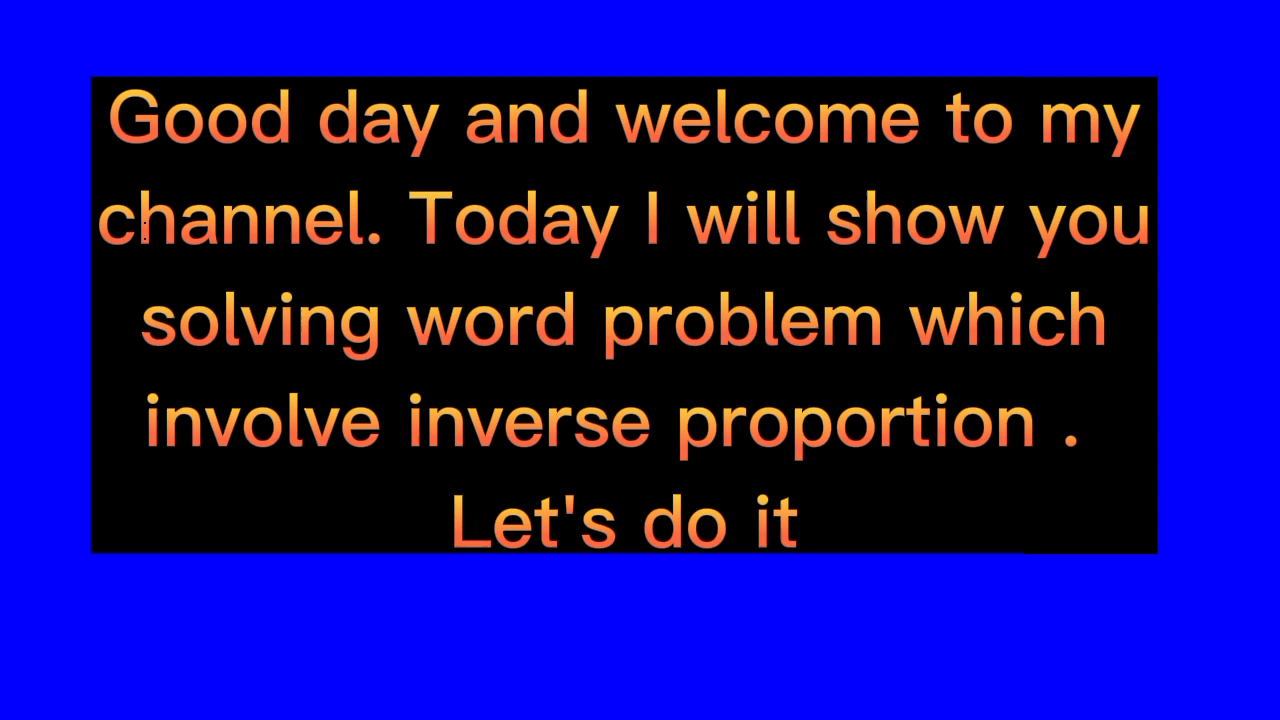 Good day and welcome to my
channel. Today I will show you
solving word problem which
involve inverse proportion .
Let's do it